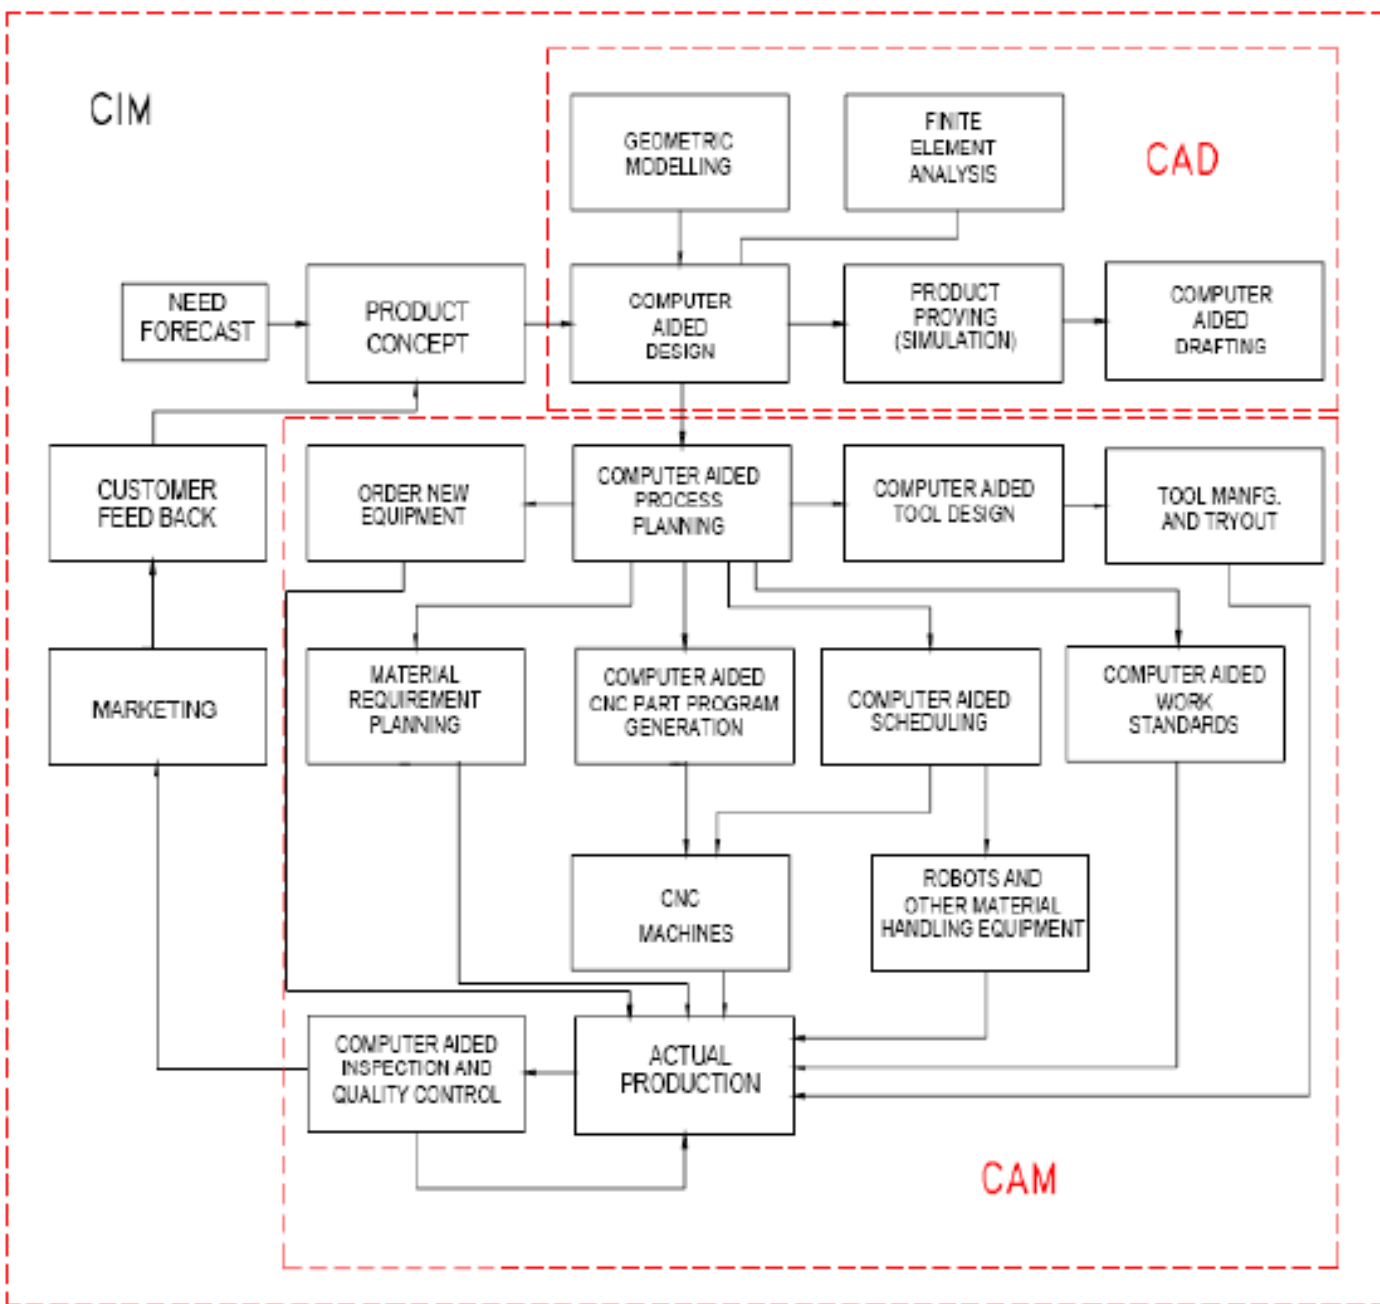 CIM
CAD
GEOMETRIC
MODELLING
FINITE
ELEMENT
ANALYSIS
NEED
FORECAST
PRODUCT
CONCEPT
COMPUTER
AIDED
DESIGN
PRODUCT
PROVING
(SIMULATION)
COMPUTER
AIDED
DRAFTING
CUSTOMER
FEED BACK
ORDER NEW
EQUIPMENT
COMPUTER AIDED
PROCESS
PLANNING
COMPUTER AIDED
TOOL DESIGN
TOOL MANFG.
AND TRYOUT
MARKETING
MATERIAL
REQUIREMENT
PLANNING
COMPUTER AIDED
CNC PART PROGRAM
GENERATION
COMPUTER AIDED
SCHEDULING
COMPUTER AIDED
WORK
STANDARDS
CNC
MACHINES
ROBOTS AND
OTHER MATERIAL
HANDLING EQUIPMENT
COMPUTER AIDED
INSPECTION AND
QUALITY CONTROL
ACTUAL
PRODUCTION
CAM